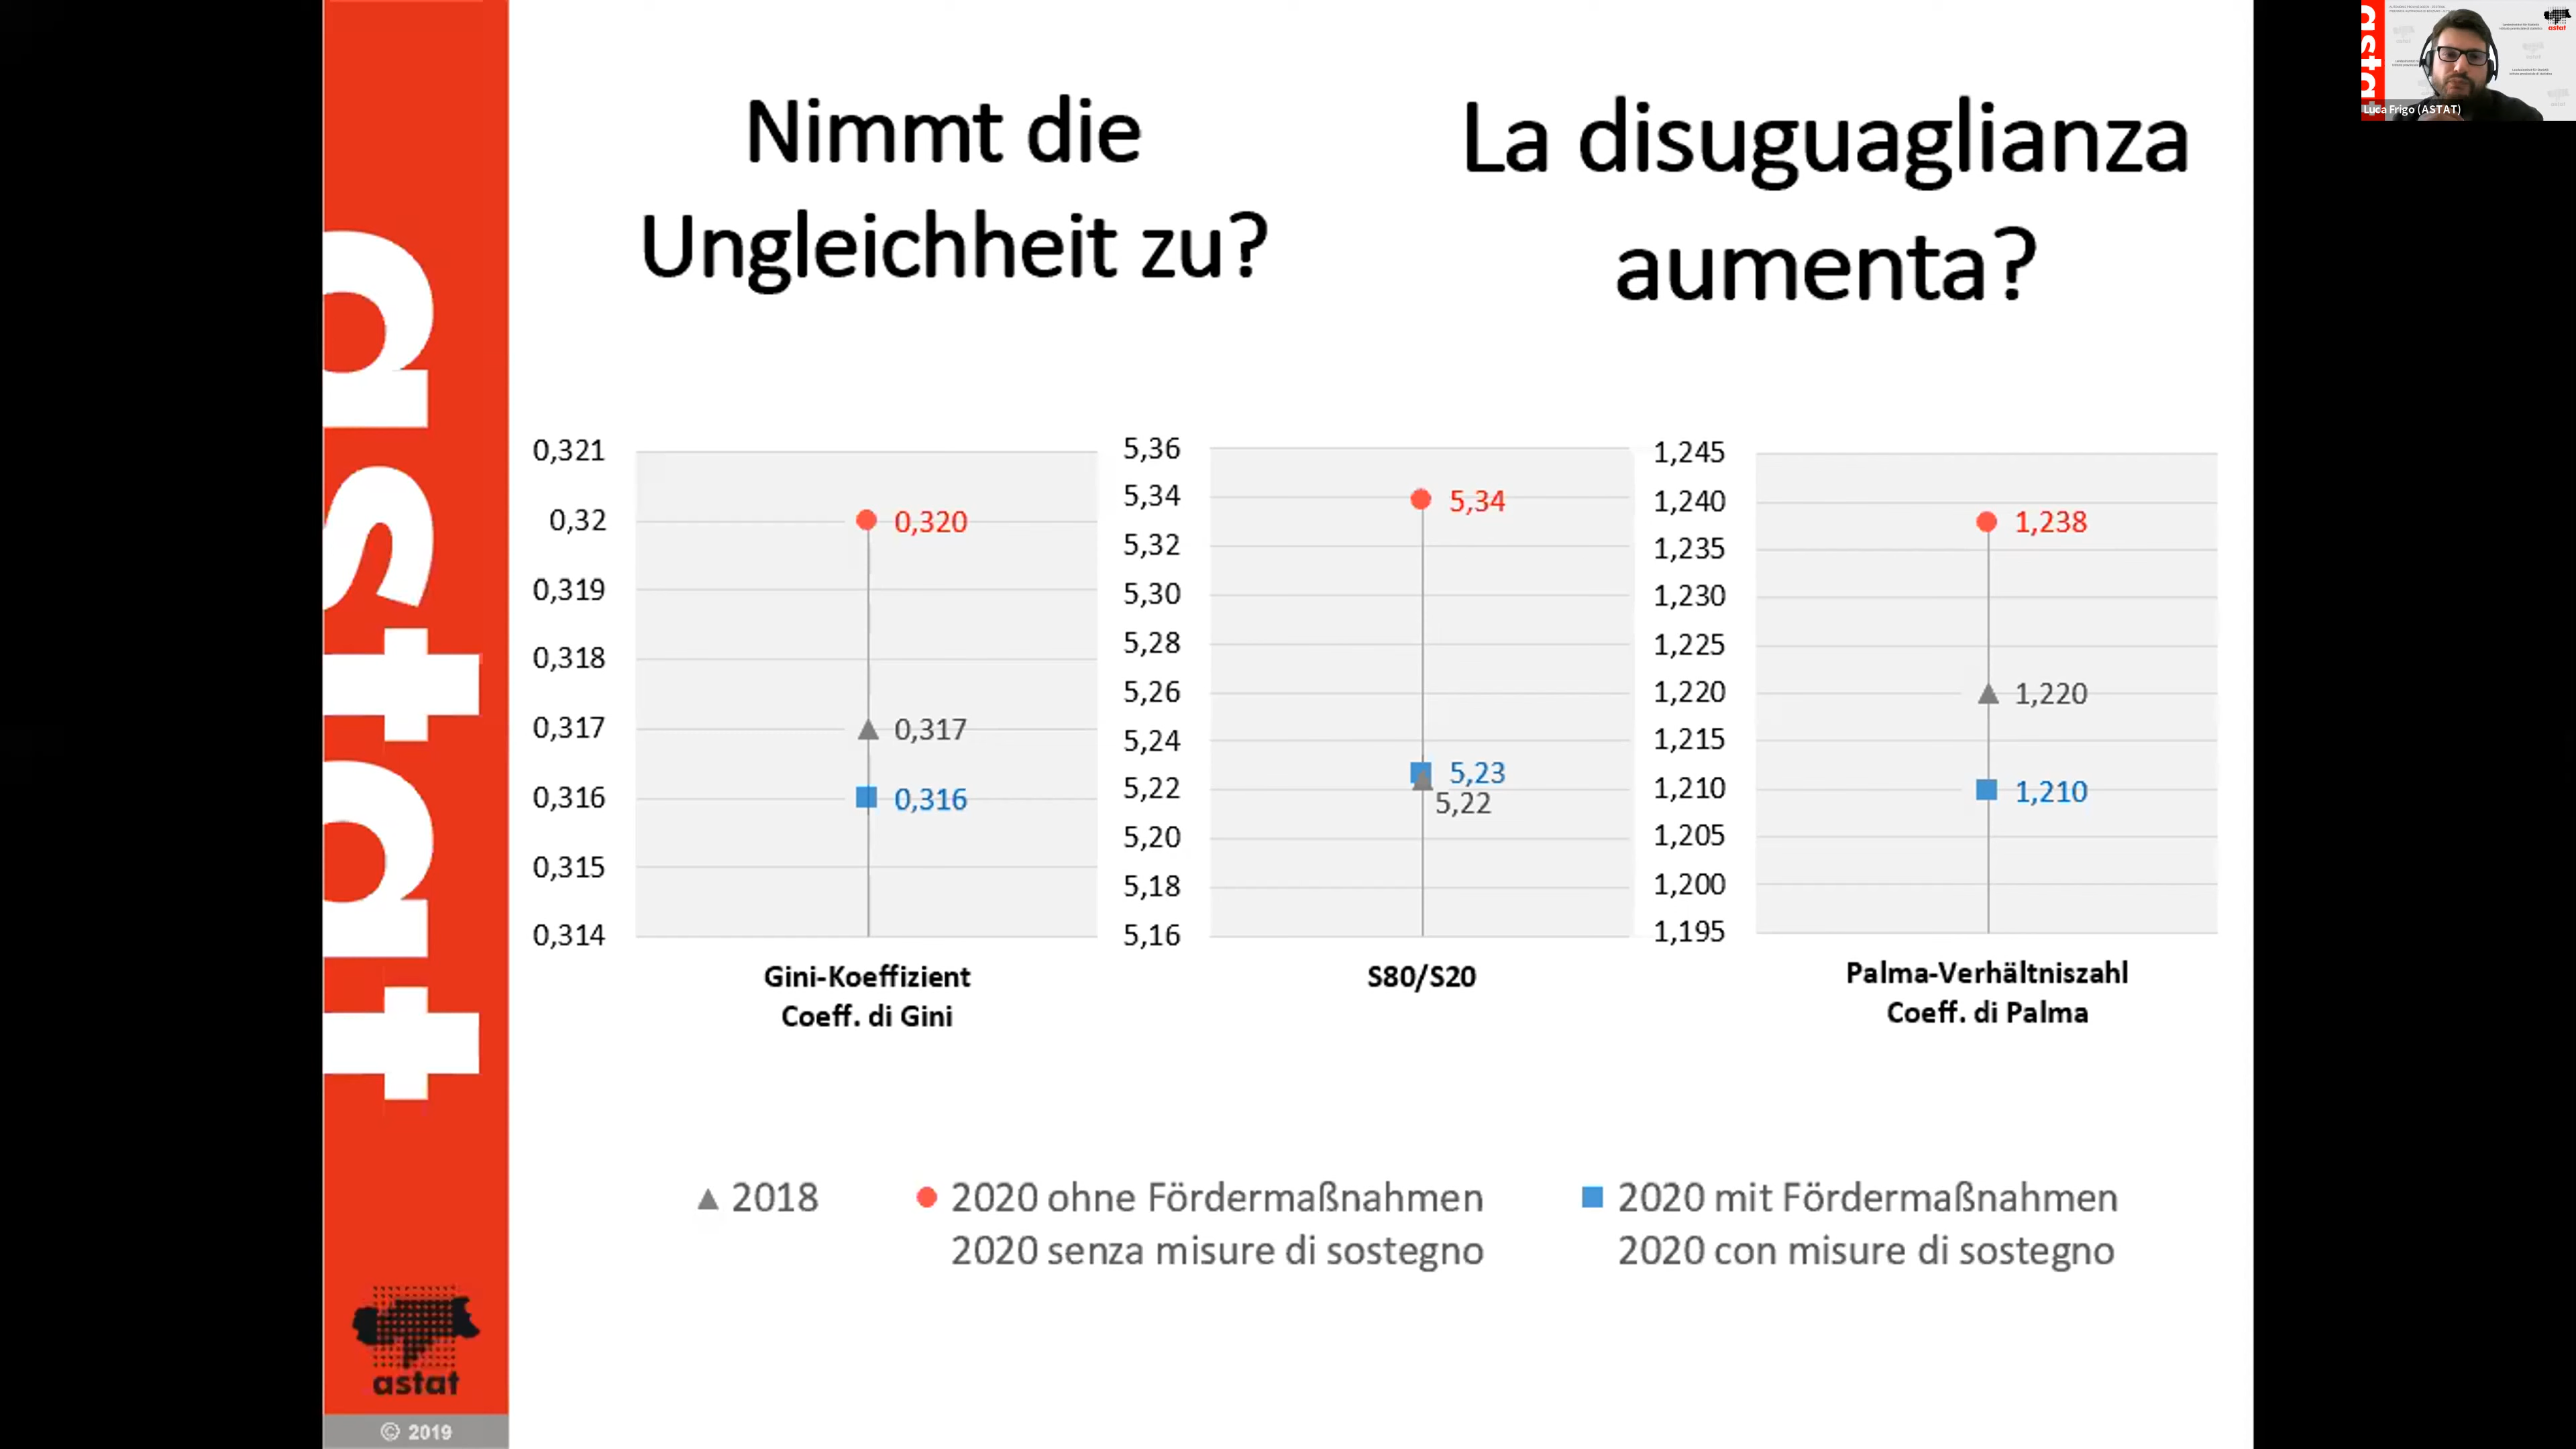 Nimmt die
Ungleichheit zu?
La disuguaglianza
aumenta?
0,321
0,32
0,319
0,318
0,317
0,316
0,315
0,314
0,320
0,317
0,316
Gini-Koeffizient
Coeff. di Gini
5,36
5,34
5,32
5,30
5,28
5,26
5,24
5,22
5,20
5,18
5,16
5,34
5,23
5,22
S80/S20
1,245
1,240
1,235
1,230
1,225
1,220
1,215
1,210
1,205
1,200
1,195
1,238
1,220
1,210
Palma-Verhältniszahl
Coeff. di Palma
2018
2020 ohne Fördermaßnahmen
2020 senza misure di sostegno
2020 mit Fördermaßnahmen
2020 con misure di sostegno
astat
astat
© 2019
astat
astat
Luca Frigo (ASTAT)